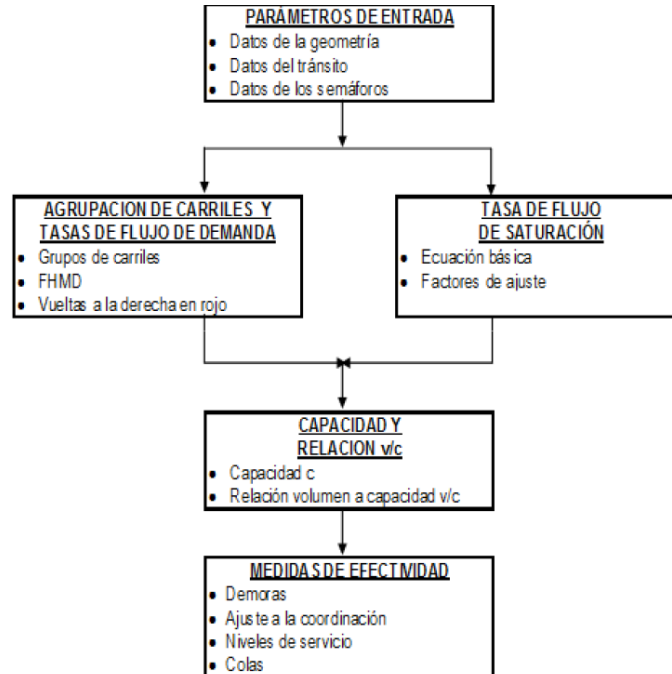 PARÁMETROS DE ENTRADA
• Datos de la geometría
• Datos del tránsito
• Datos de los semáforos
AGRUPACION DE CARRILES Y
TASAS DE FLUJO DE DEMANDA
• Grupos de carriles
• FHMD
• Vueltas a la derecha en rojo
TASA DE FLUJO
DE SATURACIÓN
• Ecuación básica
• Factores de ajuste
CAPACIDAD Y
RELACION v/c
• Capacidad c
• Relación volumen a capacidad v/c
MEDIDAS DE EFECTIVIDAD
• Demoras
• Ajuste a la coordinación
• Niveles de servicio
• Colas